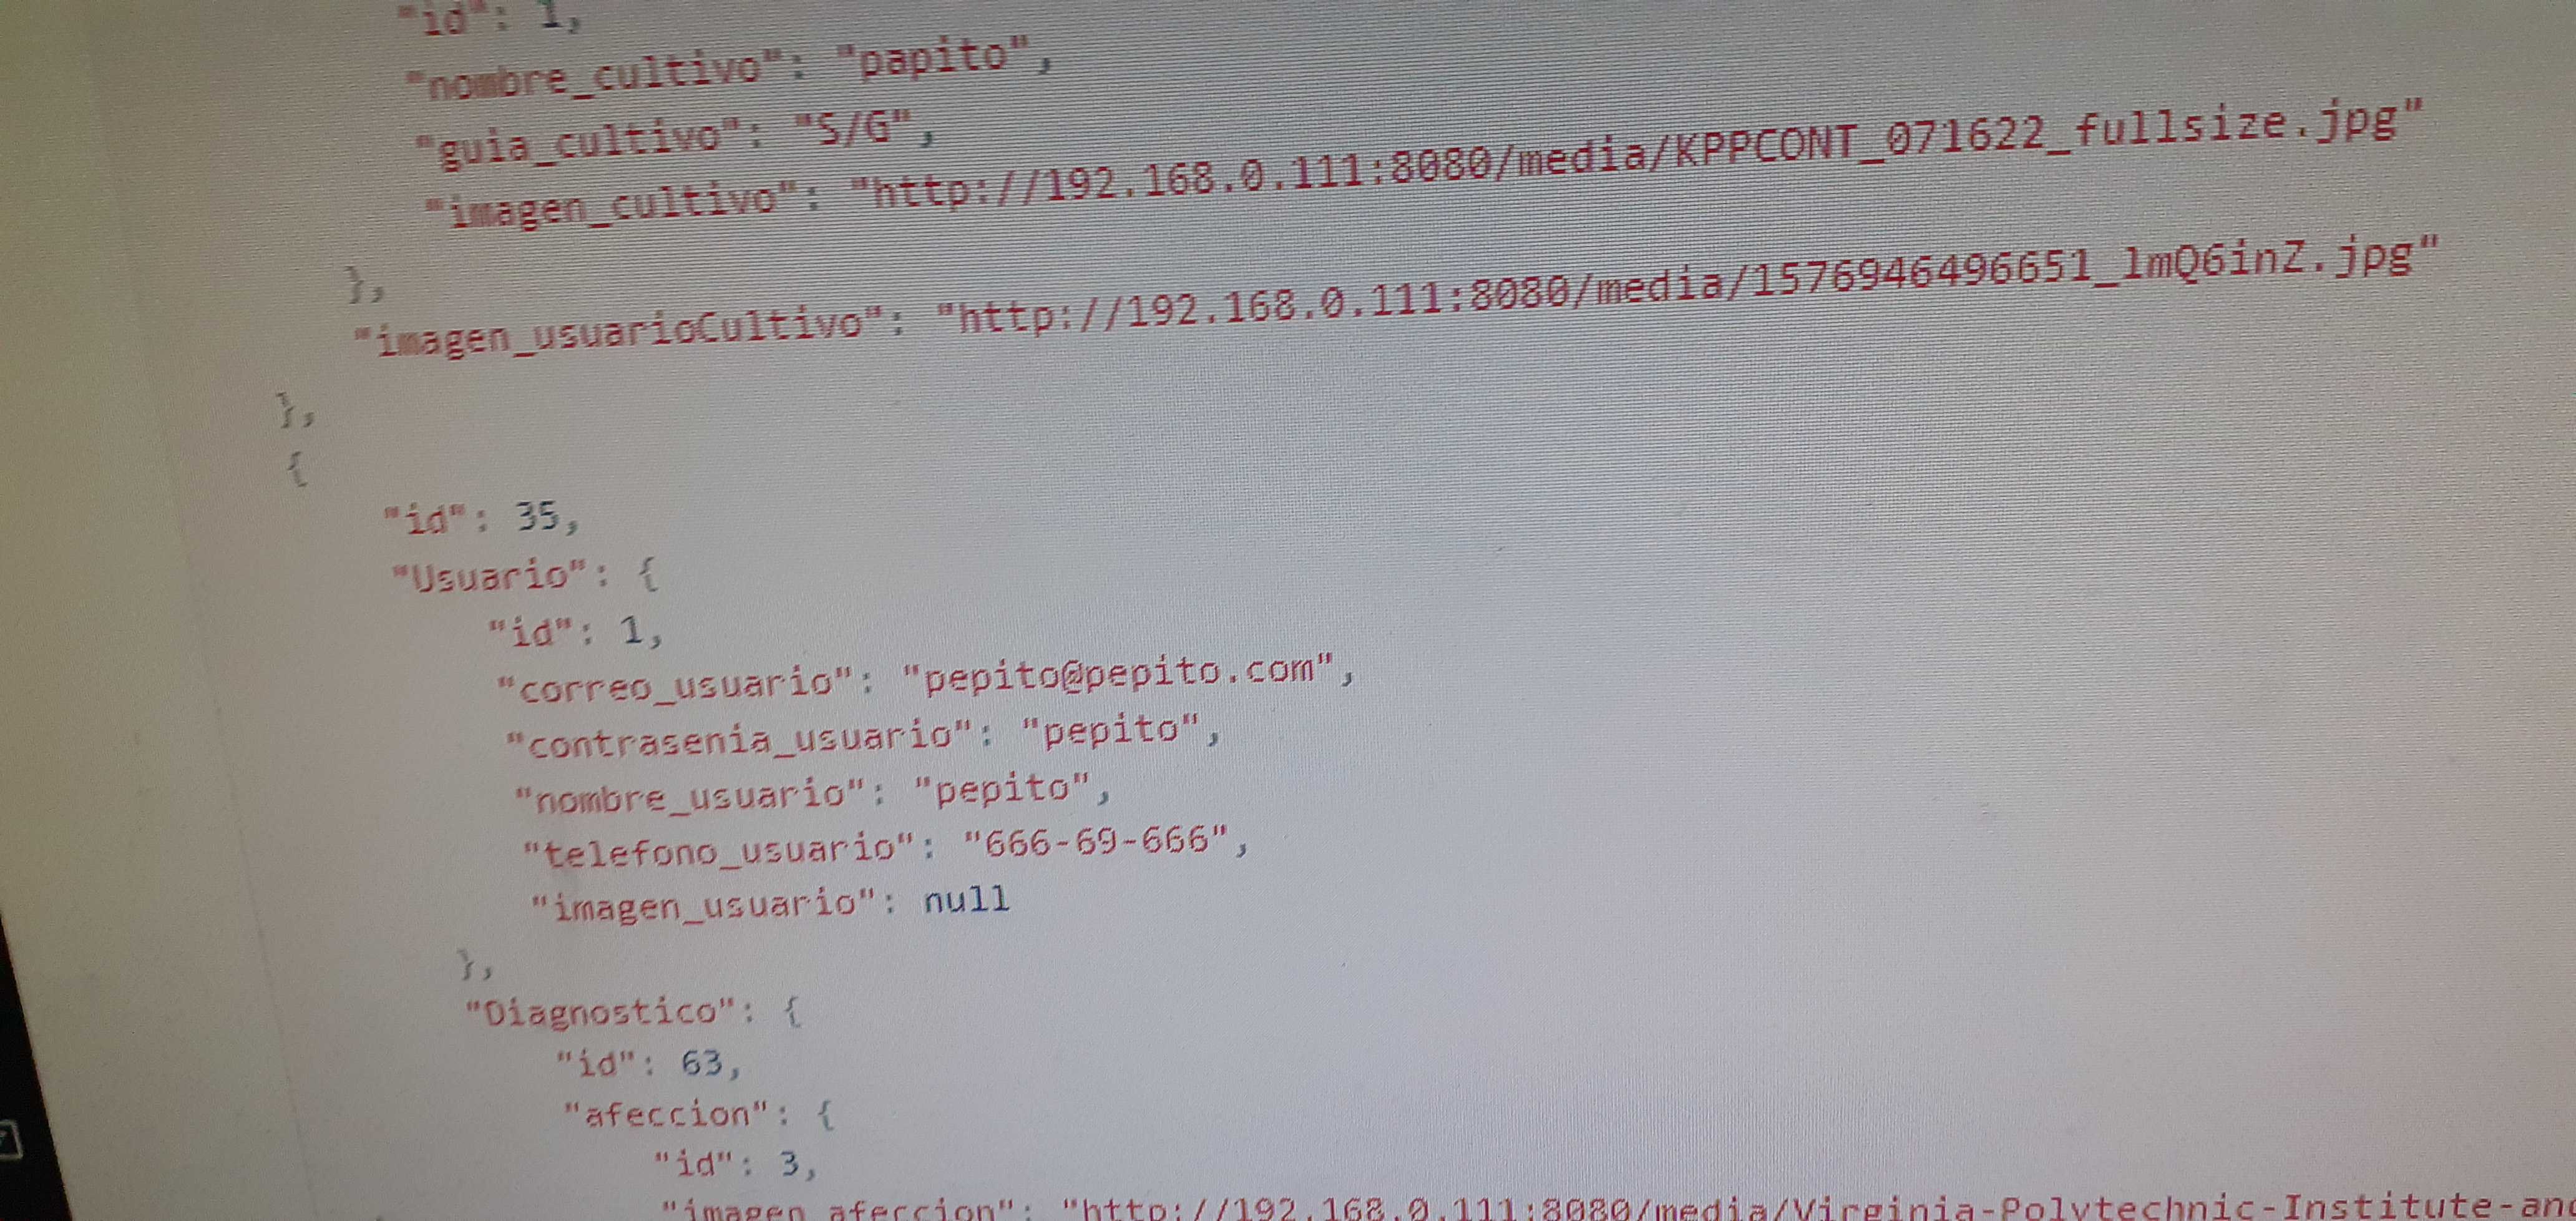 "id": 1,
"nombre_cultivo": "papito",
"guia_cultivo": "S/G",
"imagen_cultivo": "http://192.168.0.111:8080/media/KPPCONT_071622_fullsize.jpg"
},
"imagen_usuarioCultivo": "http://192.168.0.111:8080/media/1576946496651_lmQ6inZ.jpg"
},
{
"id": 35,
"Usuario": {
"id": 1,
"correo_usuario": "pepito@pepito.com",
"contrasenia_usuario": "pepito",
"nombre_usuario": "pepito",
"telefono_usuario": "666-69-666",
"imagen_usuario": null
},
"Diagnostico": {
"id": 63,
"afeccion": {
"id": 3,
"imagen_afeccion": "http://192.168.0.111:8080/media/Virginia-Polytechnic-Institute-an